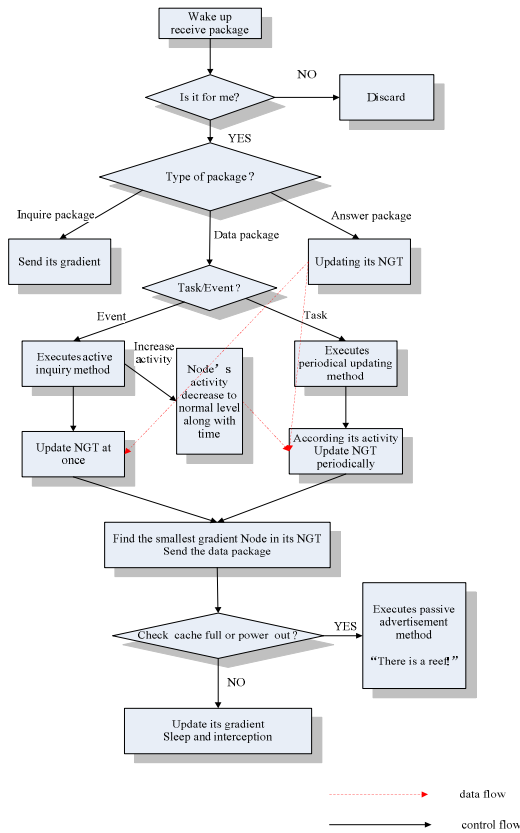 Wake up
receive package
NO
Is it for me?
Discard
YES
Type of package?
Inquire package
Answer package
Data package
Send its gradient
Updating its NGT
Task/Event?
Event
Task
Increase
activity
Executes active
inquiry method
Node’s
activity
decrease to
normal level
along with
time
Executes
periodical updating
method
Update NGT at
once
According its activity
Update NGT
periodically
Find the smallest gradient Node in its NGT
Send the data package
Check cache full or power out?
YES
Executes passive
advertisement
method
“There is a reef!”
NO
Update its gradient
Sleep and interception
data flow
control flow